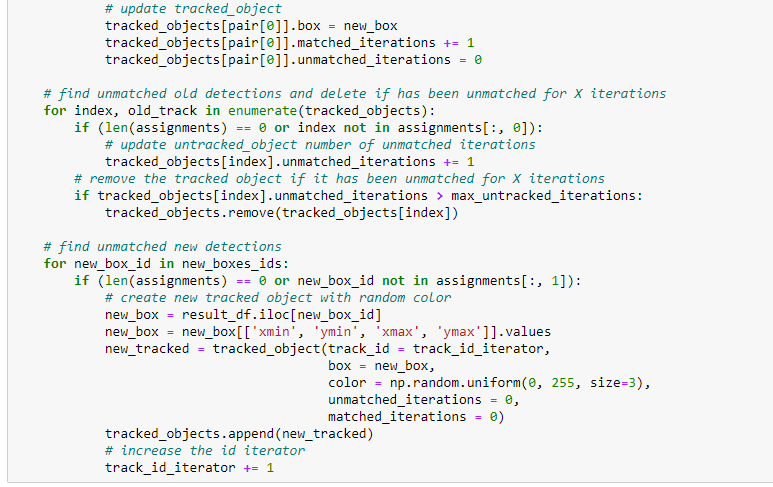 # update tracked_object
        tracked_objects[pair[0]].box = new_box
        tracked_objects[pair[0]].matched_iterations += 1
        tracked_objects[pair[0]].unmatched_iterations = 0

# find unmatched old detections and delete if has been unmatched for X iterations
for index, old_track in enumerate(tracked_objects):
    if (len(assignments) == 0 or index not in assignments[:, 0]):
        # update untracked_object number of unmatched iterations
        tracked_objects[index].unmatched_iterations += 1
    # remove the tracked object if it has been unmatched for X iterations
    if tracked_objects[index].unmatched_iterations > max_untracked_iterations:
        tracked_objects.remove(tracked_objects[index])

# find unmatched new detections
for new_box_id in new_boxes_ids:
    if (len(assignments) == 0 or new_box_id not in assignments[:, 1]):
        # create new tracked object with random color
        new_box = result_df.iloc[new_box_id]
        new_box = new_box[['xmin', 'ymin', 'xmax', 'ymax']].values
        new_tracked = tracked_object(track_id = track_id_iterator,
                                     box = new_box,
                                     color = np.random.uniform(0, 255, size=3),
                                     unmatched_iterations = 0,
                                     matched_iterations = 0)
        tracked_objects.append(new_tracked)
        # increase the id iterator
        track_id_iterator += 1